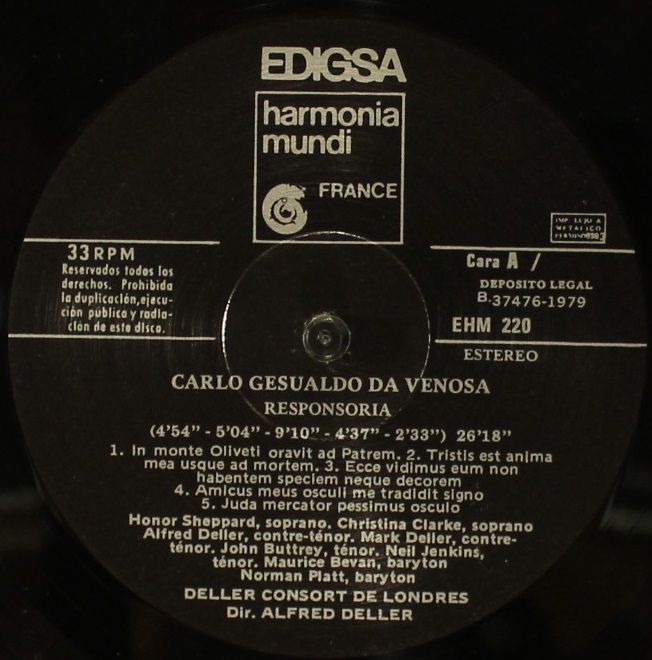 EDIGSA
harmonia
mundi
FRANCE
33 RPM
Reservados todos los
derechos. Prohibida
la duplicación,ejecu-
ción pública y radia-
ción de este disco.
Cara A /
DEPOSITO LEGAL
B.37476-1979
EHM 220
ESTEREO
CARLO GESUALDO DA VENOSA
RESPONSORIA
(4’54” - 5’04” - 9’10” - 4’37” - 2’33”) 26’18”
1. In monte Oliveti oravit ad Patrem. 2. Tristis est anima
mea usque ad mortem. 3. Ecce vidimus eum non
habentem speciem neque decorem
4. Amicus meus osculi me tradidit signo
5. Juda mercator pessimus osculo
Honor Sheppard, soprano. Christina Clarke, soprano
Alfred Deller, contre-ténor. Mark Deller, contre-
ténor. John Buttrey, ténor. Neil Jenkins,
ténor. Maurice Bevan, baryton
Norman Platt, baryton
DELLER CONSORT DE LONDRES
Dir. ALFRED DELLER